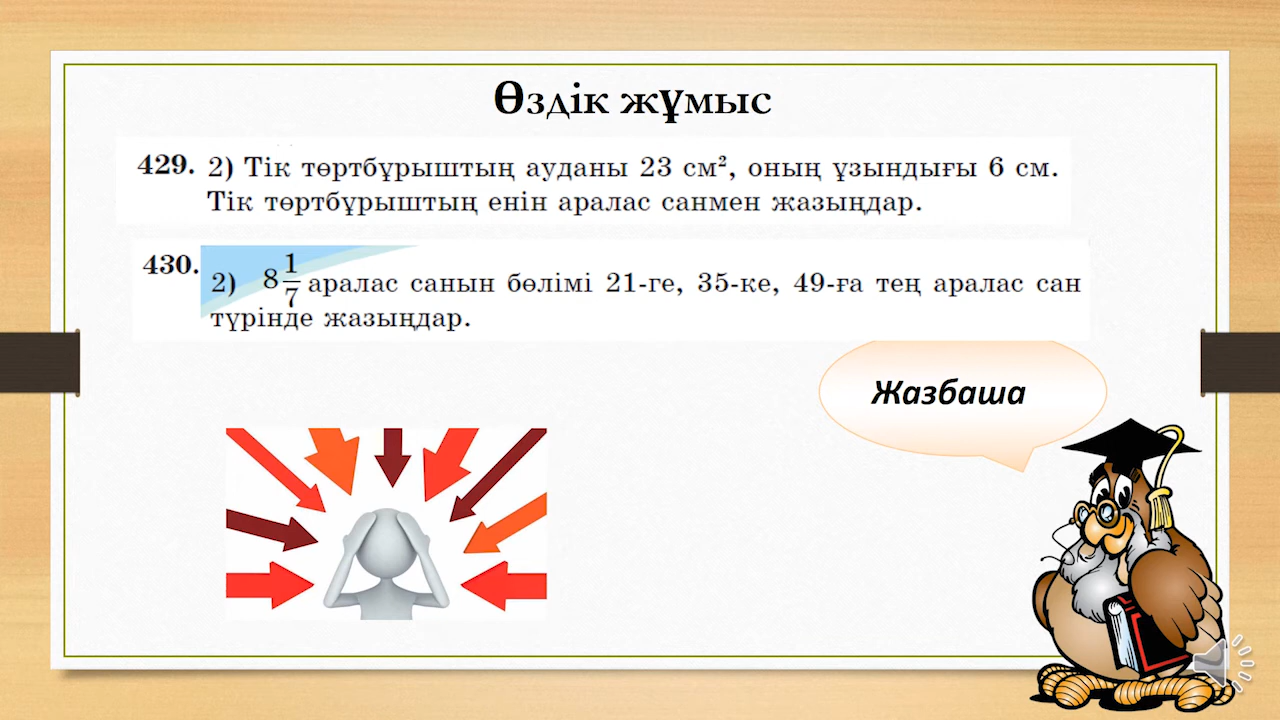 Өздік жұмыс
429. 2) Тік төртбұрыштың ауданы 23 см², оның ұзындығы 6 см.
Тік төртбұрыштың енін аралас санмен жазыңдар.
430. 2) 8 1/7 аралас санын бөлімі 21-ге, 35-ке, 49-ға тең аралас сан
түрінде жазыңдар.
Жазбаша